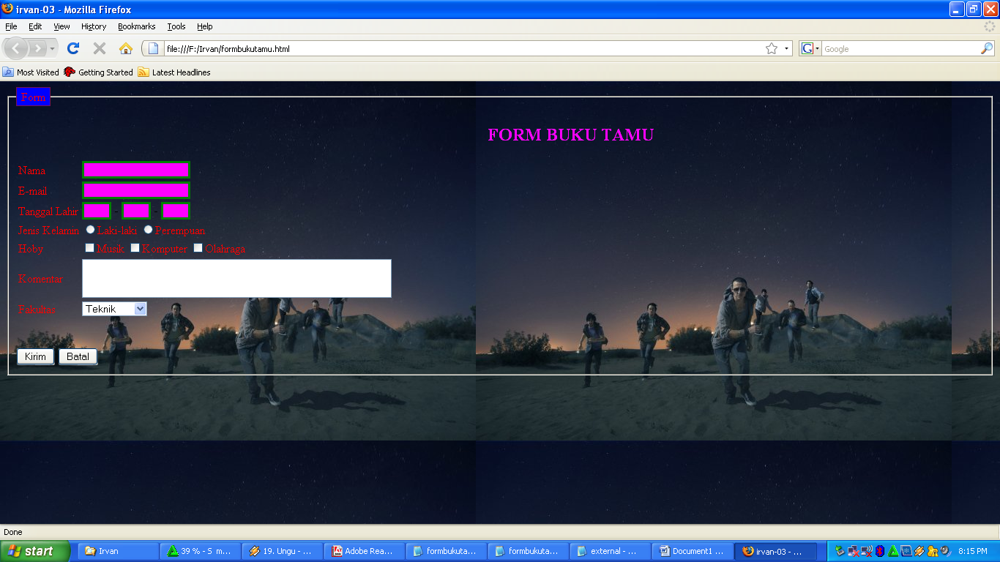 irvan-03 - Mozilla Firefox
File Edit View History Bookmarks Tools Help
file:///F:/Irvan/formbukutamu.html
G Google
Most Visited Getting Started Latest Headlines
Form
FORM BUKU TAMU
Nama
E-mail
Tanggal Lahir - -
Jenis Kelamin Laki-laki Perempuan
Hoby Musik Komputer Olahraga
Komentar
Fakultas Teknik
Kirim Batal
Done
start Irvan 39 % - S m... 19. Ungu - ... Adobe Rea... formbukuta... formbukuta... external - ... Document1 ... irvan-03 - ... 8:15 PM